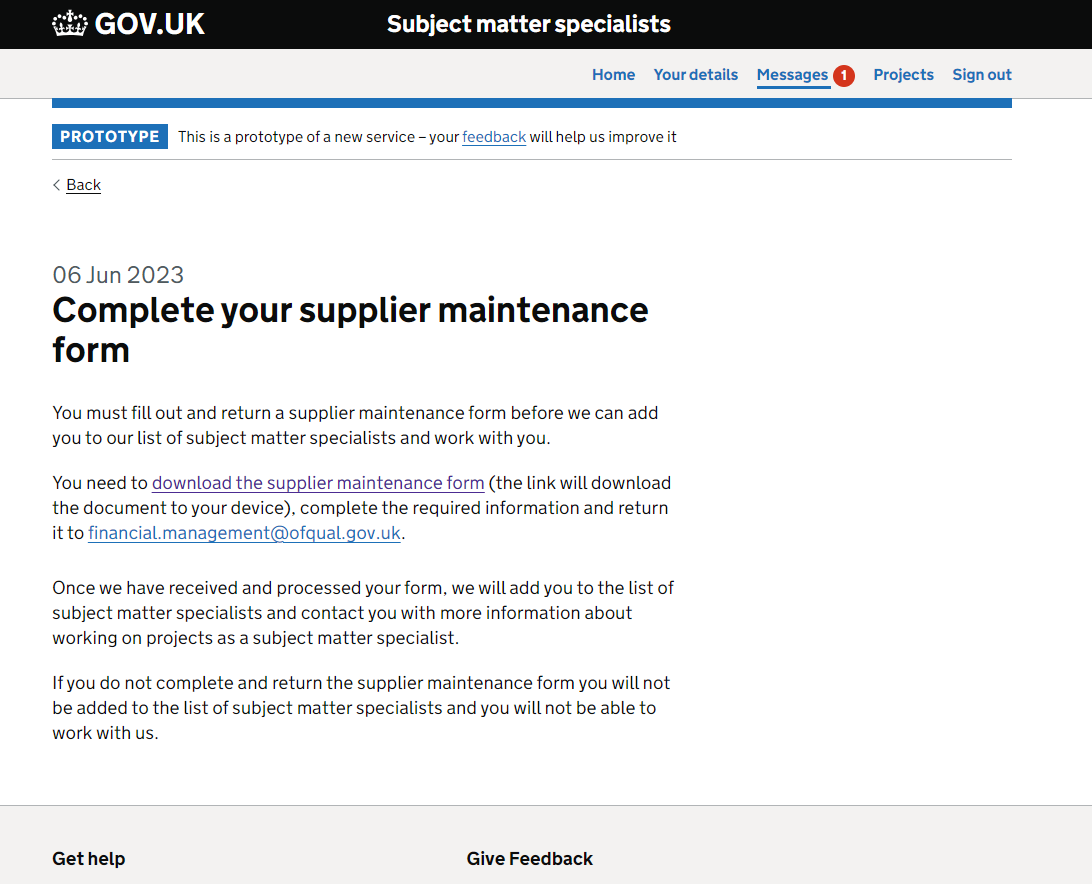 GOV.UK
Subject matter specialists
Home Your details Messages 1 Projects Sign out
PROTOTYPE This is a prototype of a new service – your feedback will help us improve it
Back
06 Jun 2023
Complete your supplier maintenance
form
You must fill out and return a supplier maintenance form before we can add
you to our list of subject matter specialists and work with you.
You need to download the supplier maintenance form (the link will download
the document to your device), complete the required information and return
it to financial.management@ofqual.gov.uk.
Once we have received and processed your form, we will add you to the list of
subject matter specialists and contact you with more information about
working on projects as a subject matter specialist.
If you do not complete and return the supplier maintenance form you will not
be added to the list of subject matter specialists and you will not be able to
work with us.
Get help
Give Feedback